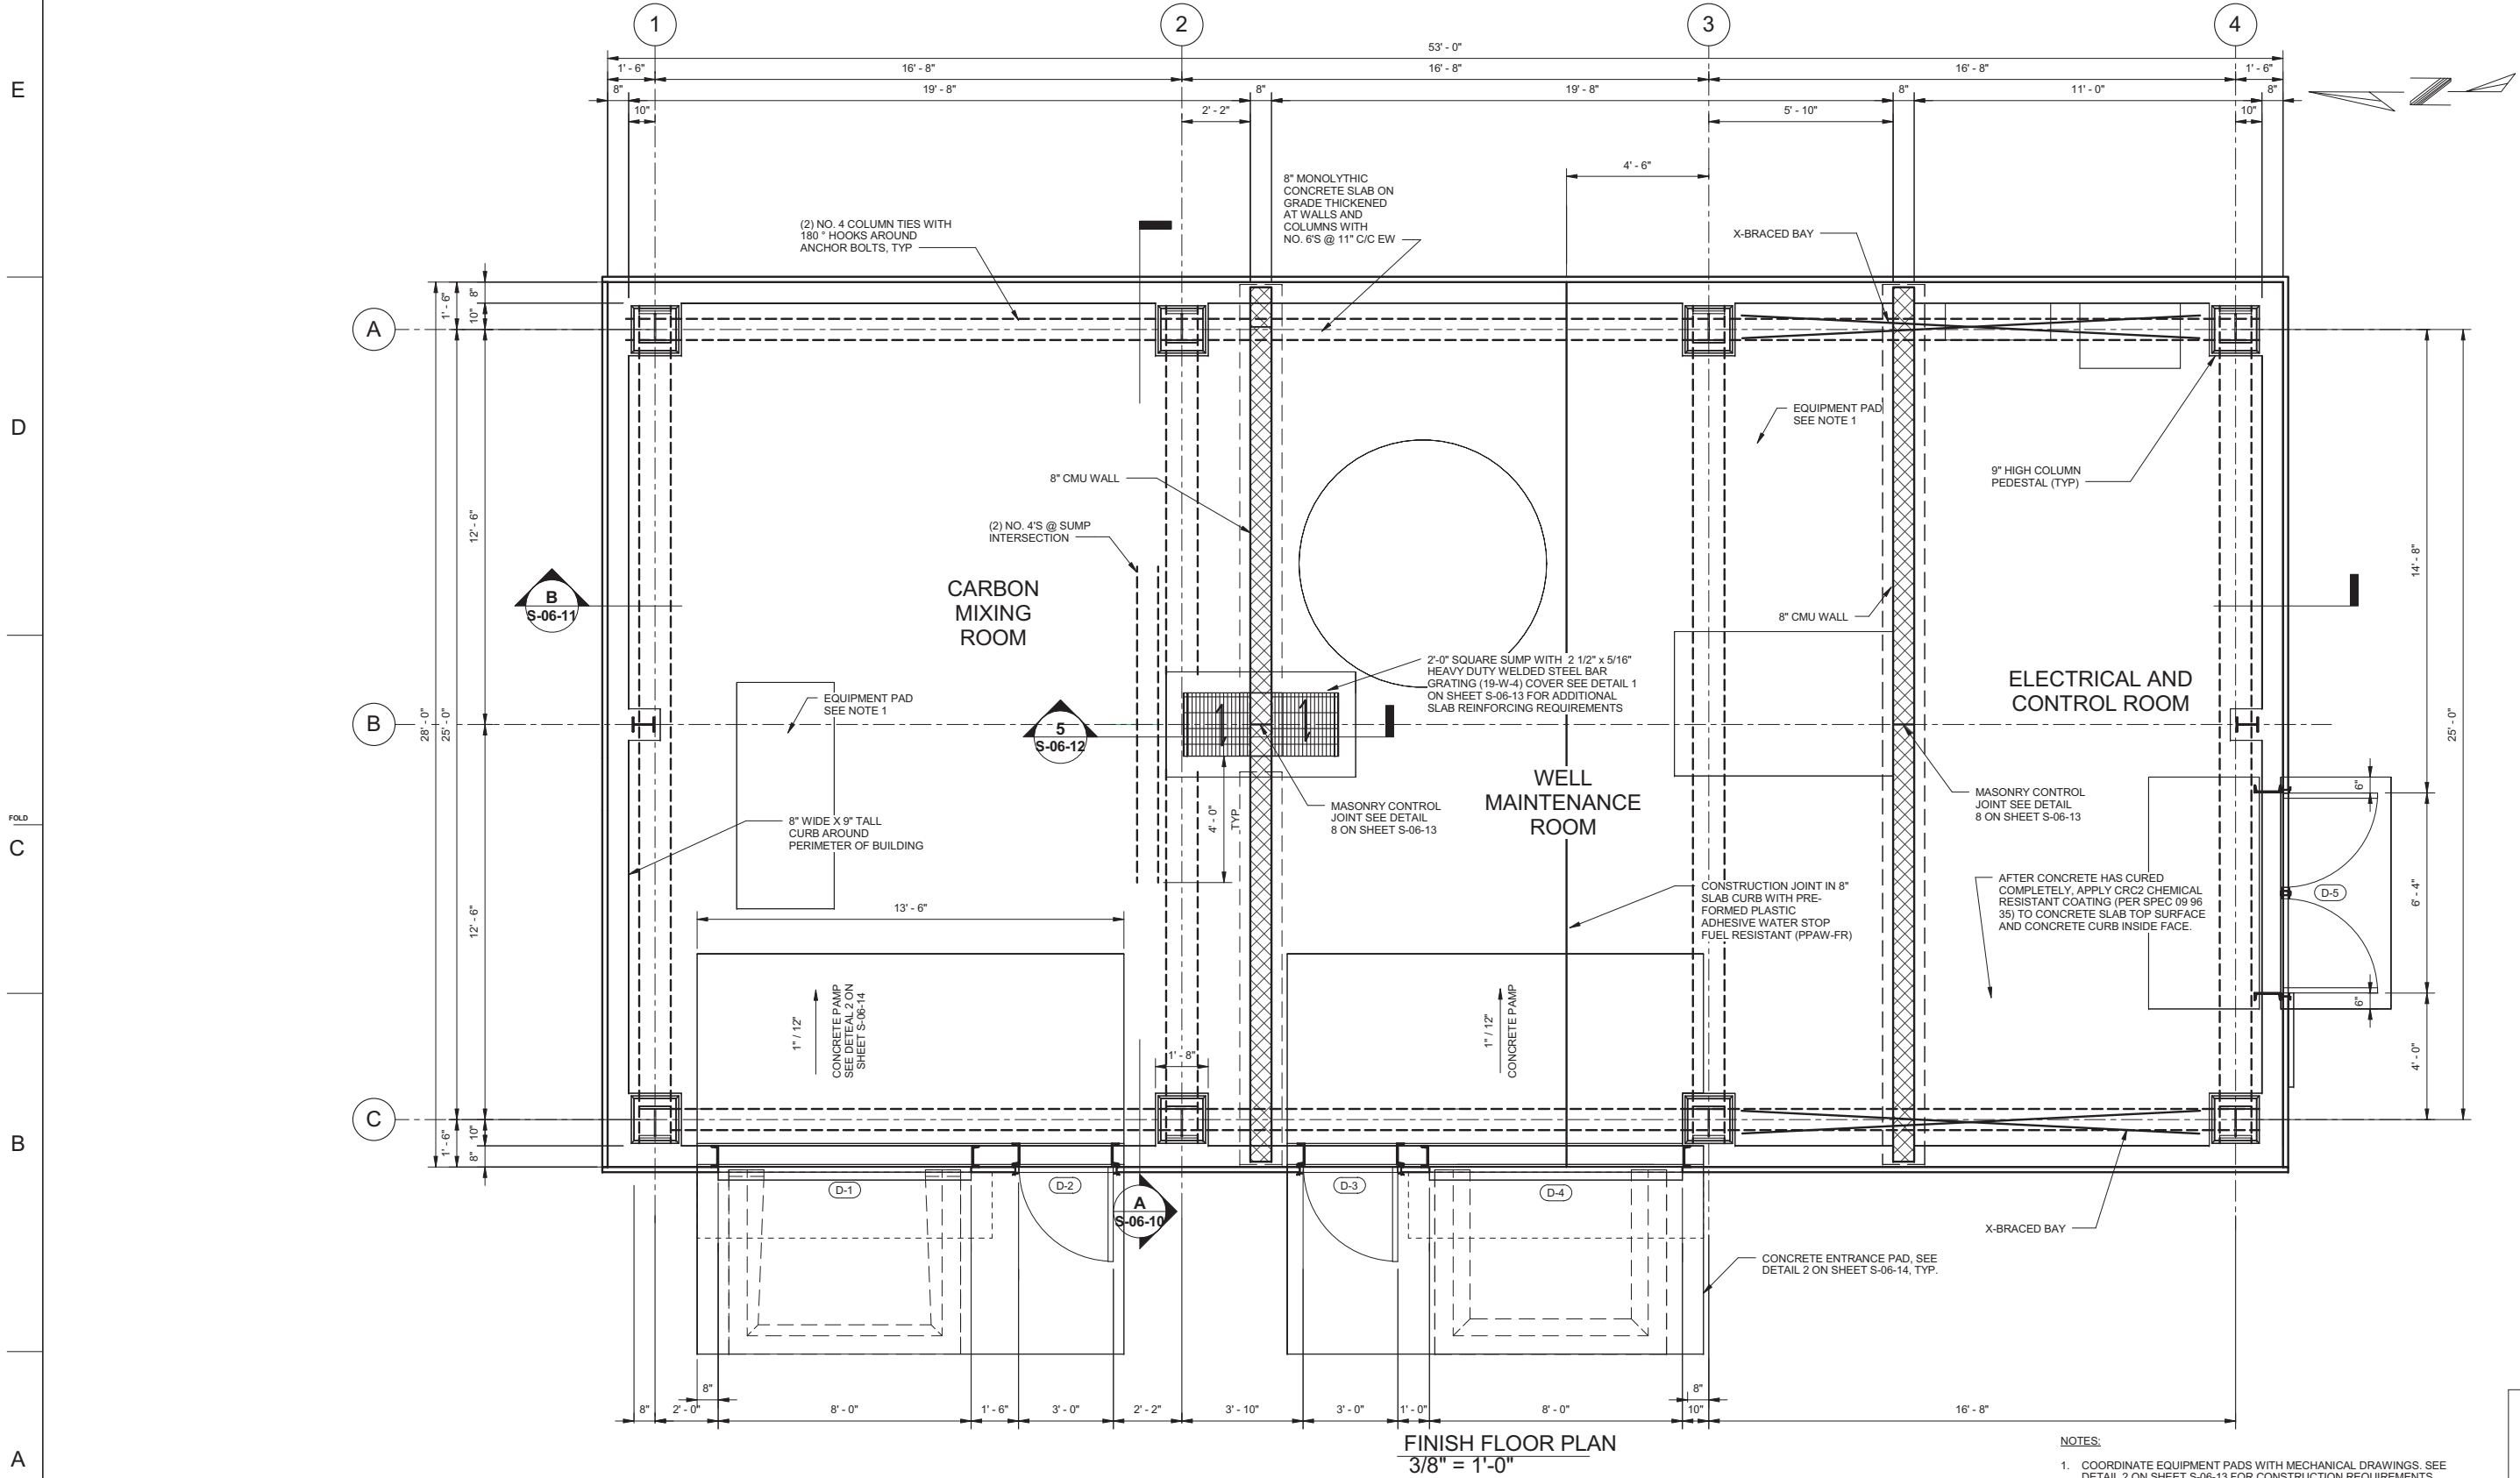 1
2
3
4
53' - 0"
1' - 6"
16' - 8"
16' - 8"
16' - 8"
1' - 6"
8"
19' - 8"
8"
19' - 8"
8"
11' - 0"
8"
10"
2' - 2"
5' - 10"
10"
4' - 6"
E
D
FOLD
C
B
A
8" MONOLYTHIC
CONCRETE SLAB ON
GRADE THICKENED
AT WALLS AND
COLUMNS WITH
NO. 6'S @ 11" C/C EW
(2) NO. 4 COLUMN TIES WITH
180 ° HOOKS AROUND
ANCHOR BOLTS, TYP
X-BRACED BAY
A
B
C
1' - 6"
8"
10"
12' - 6"
28' - 0"
25' - 0"
12' - 6"
1' - 6"
10"
8"
EQUIPMENT PAD
SEE NOTE 1
9" HIGH COLUMN
PEDESTAL (TYP)
8" CMU WALL
(2) NO. 4'S @ SUMP
INTERSECTION
CARBON
MIXING
ROOM
B
S-06-11
8" CMU WALL
14' - 8"
2'-0" SQUARE SUMP WITH 2 1/2" x 5/16"
HEAVY DUTY WELDED STEEL BAR
GRATING (19-W-4) COVER SEE DETAIL 1
ON SHEET S-06-13 FOR ADDITIONAL
SLAB REINFORCING REQUIREMENTS
ELECTRICAL AND
CONTROL ROOM
EQUIPMENT PAD
SEE NOTE 1
5
S-06-12
25' - 0"
WELL
MAINTENANCE
ROOM
MASONRY CONTROL
JOINT SEE DETAIL
8 ON SHEET S-06-13
MASONRY CONTROL
JOINT SEE DETAIL
8 ON SHEET S-06-13
4' - 0"
TYP
6"
8" WIDE X 9" TALL
CURB AROUND
PERIMETER OF BUILDING
CONSTRUCTION JOINT IN 8"
SLAB CURB WITH PRE-
FORMED PLASTIC
ADHESIVE WATER STOP
FUEL RESISTANT (PPAW-FR)
AFTER CONCRETE HAS CURED
COMPLETELY, APPLY CRC2 CHEMICAL
RESISTANT COATING (PER SPEC 09 96
35) TO CONCRETE SLAB TOP SURFACE
AND CONCRETE CURB INSIDE FACE.
D-5
6' - 4"
6"
4' - 0"
13' - 6"
1" / 12"
CONCRETE PAMP
SEE DETEAL 2 ON
SHEET S-06-14
1' - 8"
1" / 12"
CONCRETE PAMP
D-1
D-2
A
S-06-10
D-3
D-4
X-BRACED BAY
CONCRETE ENTRANCE PAD, SEE
DETAIL 2 ON SHEET S-06-14, TYP.
8"
8"
8"
2' - 0"
8' - 0"
1' - 6"
3' - 0"
2' - 2"
3' - 10"
3' - 0"
1' - 0"
8' - 0"
10"
16' - 8"
FINISH FLOOR PLAN
3/8" = 1'-0"
NOTES:
1. COORDINATE EQUIPMENT PADS WITH MECHANICAL DRAWINGS. SEE
DETAIL 2 ON SHEET S-06-13 FOR CONSTRUCTION REQUIREMENTS